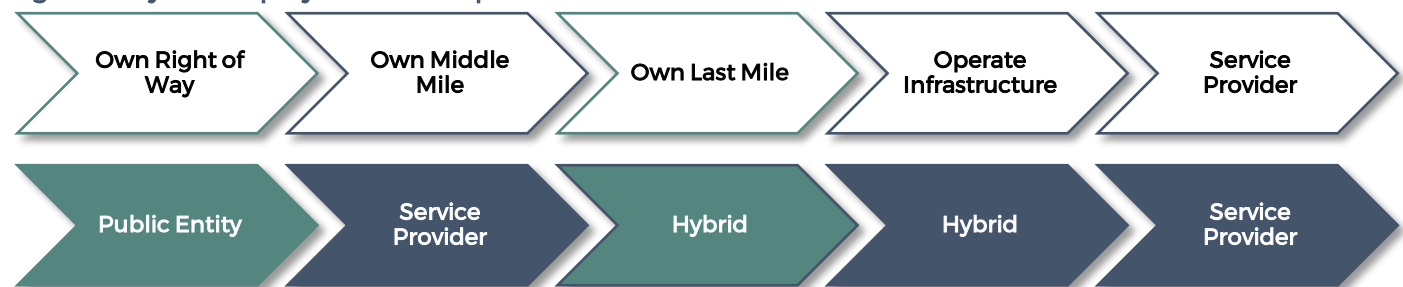 Own Right of
Way
Own Middle
Mile
Own Last Mile
Operate
Infrastructure
Service
Provider
Public Entity
Service
Provider
Hybrid
Hybrid
Service
Provider